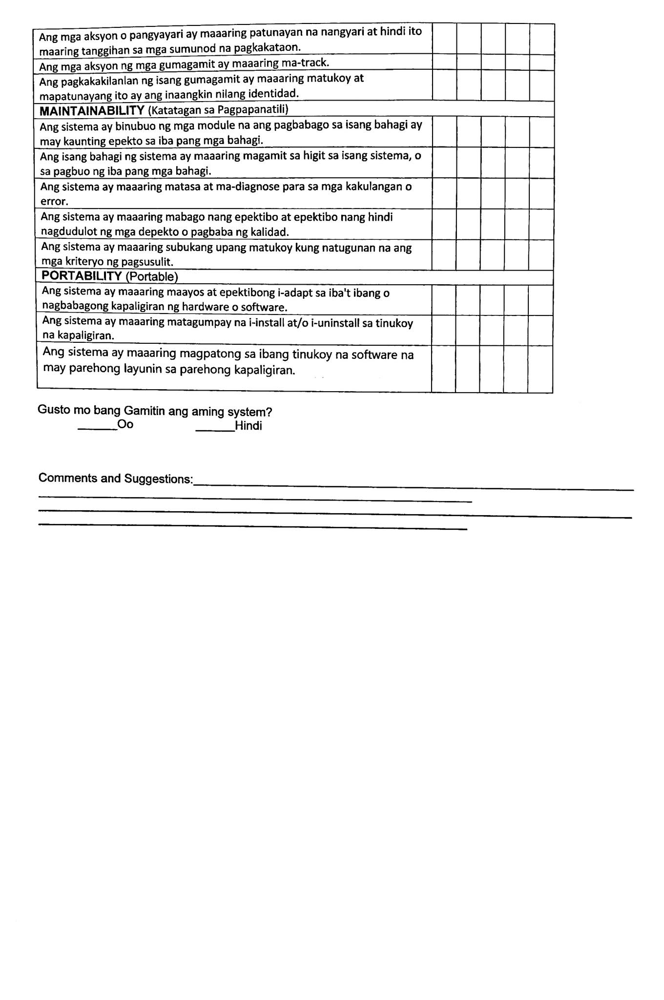 Ang mga aksyon o pangyayari ay maaaring patunayan na nangyari at hindi ito
maaring tanggihan sa mga sumunod na pagkakataon.
Ang mga aksyon ng mga gumagamit ay maaaring ma-track.
Ang pagkakakilanlan ng isang gumagamit ay maaaring matukoy at
mapatunayang ito ay ang inaangkin nilang identidad.
MAINTAINABILITY (Katatagan sa Pagpapanatili)
Ang sistema ay binubuo ng mga module na ang pagbabago sa isang bahagi ay
may kaunting epekto sa iba pang mga bahagi.
Ang isang bahagi ng sistema ay maaaring magamit sa higit sa isang sistema, o
sa pagbuo ng iba pang mga bahagi.
Ang sistema ay maaaring matasa at ma-diagnose para sa mga kakulangan o
error.
Ang sistema ay maaaring mabago nang epektibo at epektibo nang hindi
nagdudulot ng mga depekto o pagbaba ng kalidad.
Ang sistema ay maaaring subukang upang matukoy kung natugunan na ang
mga kriteryo ng pagsusulit.
PORTABILITY (Portable)
Ang sistema ay maaaring maayos at epektibong i-adapt sa iba't ibang o
nagbabagong kapaligiran ng hardware o software.
Ang sistema ay maaaring matagumpay na i-install at/o i-uninstall sa tinukoy
na kapaligiran.
Ang sistema ay maaaring magpatong sa ibang tinukoy na software na
may parehong layunin sa parehong kapaligiran.
Gusto mo bang Gamitin ang aming system?
______Oo ______Hindi
Comments and Suggestions: